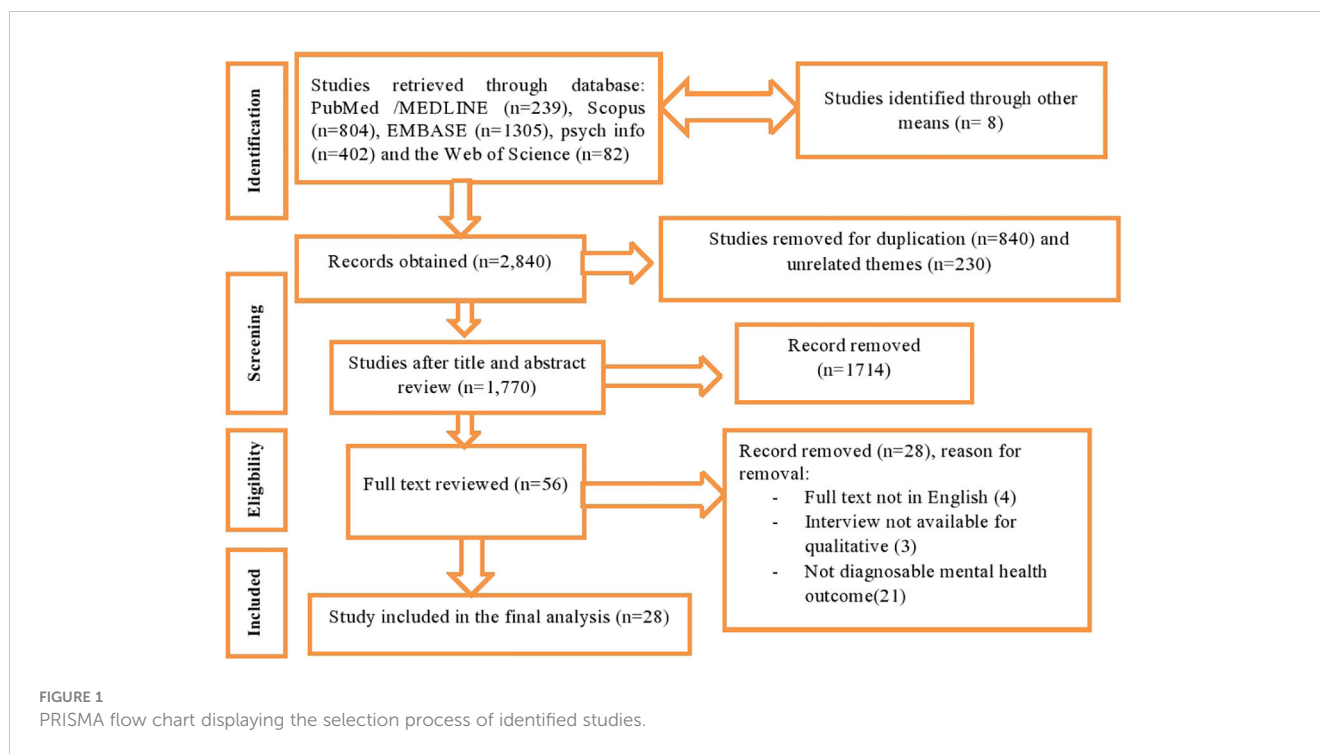 Identification
Studies retrieved through database:
PubMed /MEDLINE (n=239), Scopus
(n=804), EMBASE (n=1305), psych info
(n=402) and the Web of Science (n=82)
Studies identified through other
means (n= 8)
Records obtained (n=2,840)
Studies removed for duplication (n=840) and
unrelated themes (n=230)
Screening
Studies after title and abstract
review (n=1,770)
Record removed
(n=1714)
Eligibility
Full text reviewed (n=56)
Record removed (n=28), reason for
removal:
- Full text not in English (4)
- Interview not available for
qualitative (3)
- Not diagnosable mental health
outcome(21)
Included
Study included in the final analysis (n=28)
FIGURE 1
PRISMA flow chart displaying the selection process of identified studies.